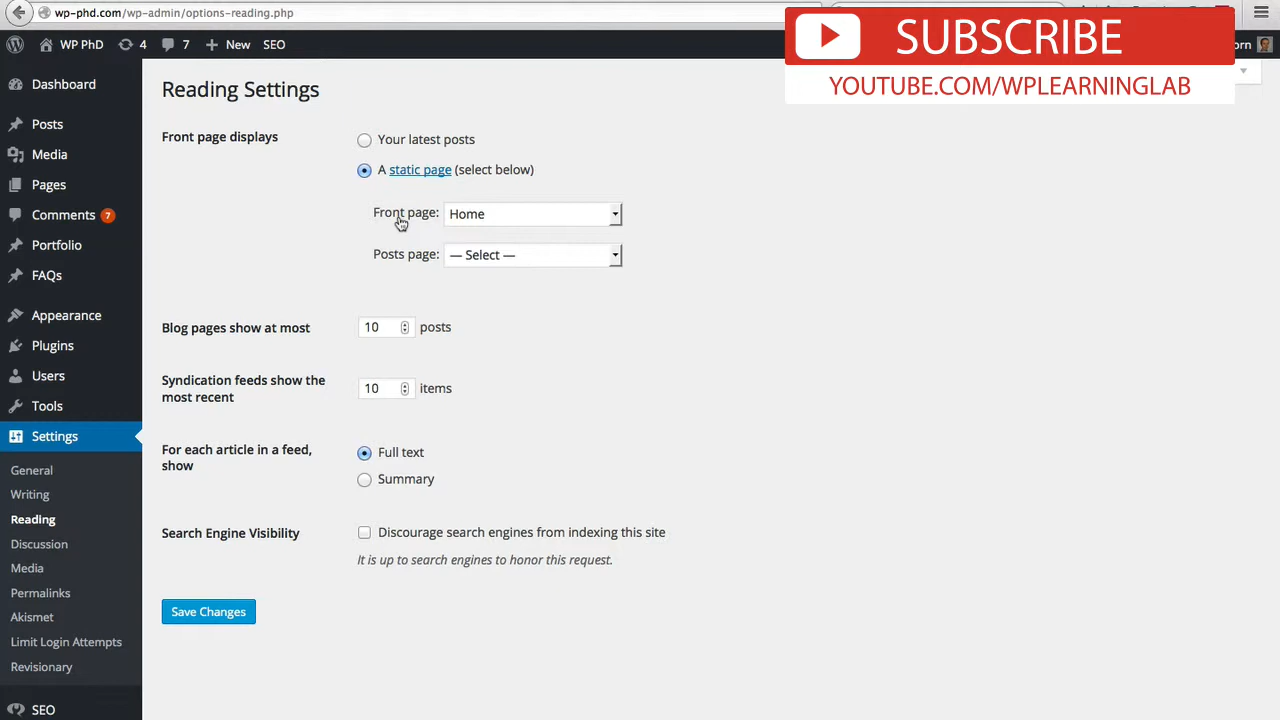 wp-phd.com/wp-admin/options-reading.php
WP PhD 4 7 New SEO
orn
SUBSCRIBE
YOUTUBE.COM/WPLEARNINGLAB
Dashboard
Posts
Media
Pages
Comments 7
Portfolio
FAQs
Appearance
Plugins
Users
Tools
Settings
General
Writing
Reading
Discussion
Media
Permalinks
Akismet
Limit Login Attempts
Revisionary
SEO
Reading Settings
Front page displays
Your latest posts
A static page (select below)
Front page: Home
Posts page: — Select —
Blog pages show at most 10 posts
Syndication feeds show the
most recent
10 items
For each article in a feed,
show
Full text
Summary
Search Engine Visibility
Discourage search engines from indexing this site
It is up to search engines to honor this request.
Save Changes